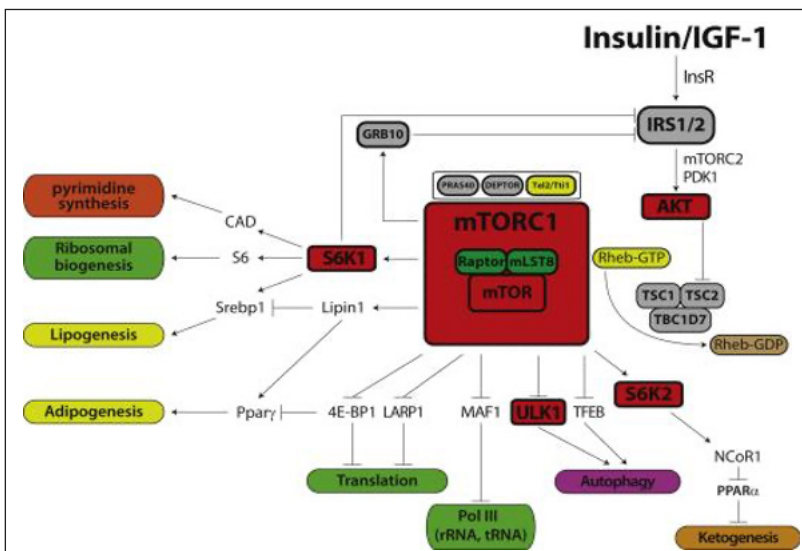 Insulin/IGF-1
InsR
GRB10
IRS1/2
mTORC2
PDK1
PRAS40
DEPTOR
Tel2/Tti1
pyrimidine
synthesis
mTORC1
AKT
CAD
Ribosomal
biogenesis
S6
S6K1
Raptor
mLST8
Rheb-GTP
mTOR
TSC1
TSC2
TBC1D7
Srebp1
Lipin1
Lipogenesis
Rheb-GDP
S6K2
Adipogenesis
Pparγ
4E-BP1
LARP1
MAF1
ULK1
TFEB
NCoR1
Translation
Autophagy
PPARα
Pol III
(rRNA, tRNA)
Ketogenesis